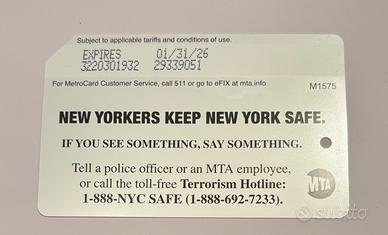 Subject to applicable tariffs and conditions of use.
EXPIRES 01/31/26
3220301932 29339051
For MetroCard Customer Service, call 511 or go to eFIX at mta.info M1575
NEW YORKERS KEEP NEW YORK SAFE.
IF YOU SEE SOMETHING, SAY SOMETHING.
Tell a police officer or an MTA employee,
or call the toll-free Terrorism Hotline:
1-888-NYC SAFE (1-888-692-7233).
MTA
subito